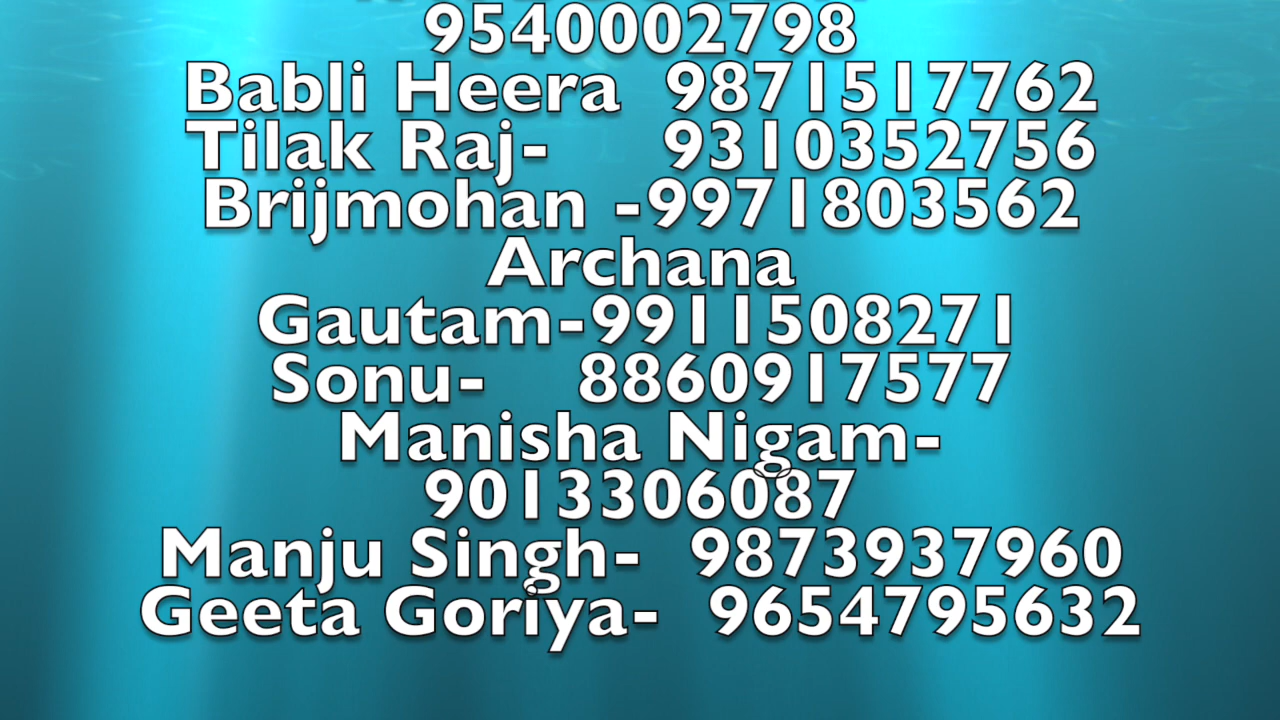 9540002798
Babli Heera 9871517762
Tilak Raj- 9310352756
Brijmohan -9971803562
Archana
Gautam-9911508271
Sonu- 8860917577
Manisha Nigam-
9013306087
Manju Singh- 9873937960
Geeta Goriya- 9654795632